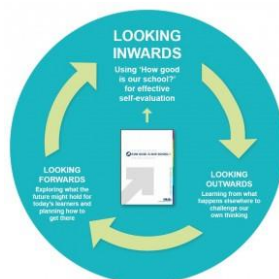 LOOKING
INWARDS
Using 'How good
is our school?'
for effective
self-evaluation
LOOKING
OUTWARDS
Learning from what
happens elsewhere to
challenge our
own thinking
LOOKING
FORWARDS
Exploring what the
future might hold for
today's learners and
planning how to
get there